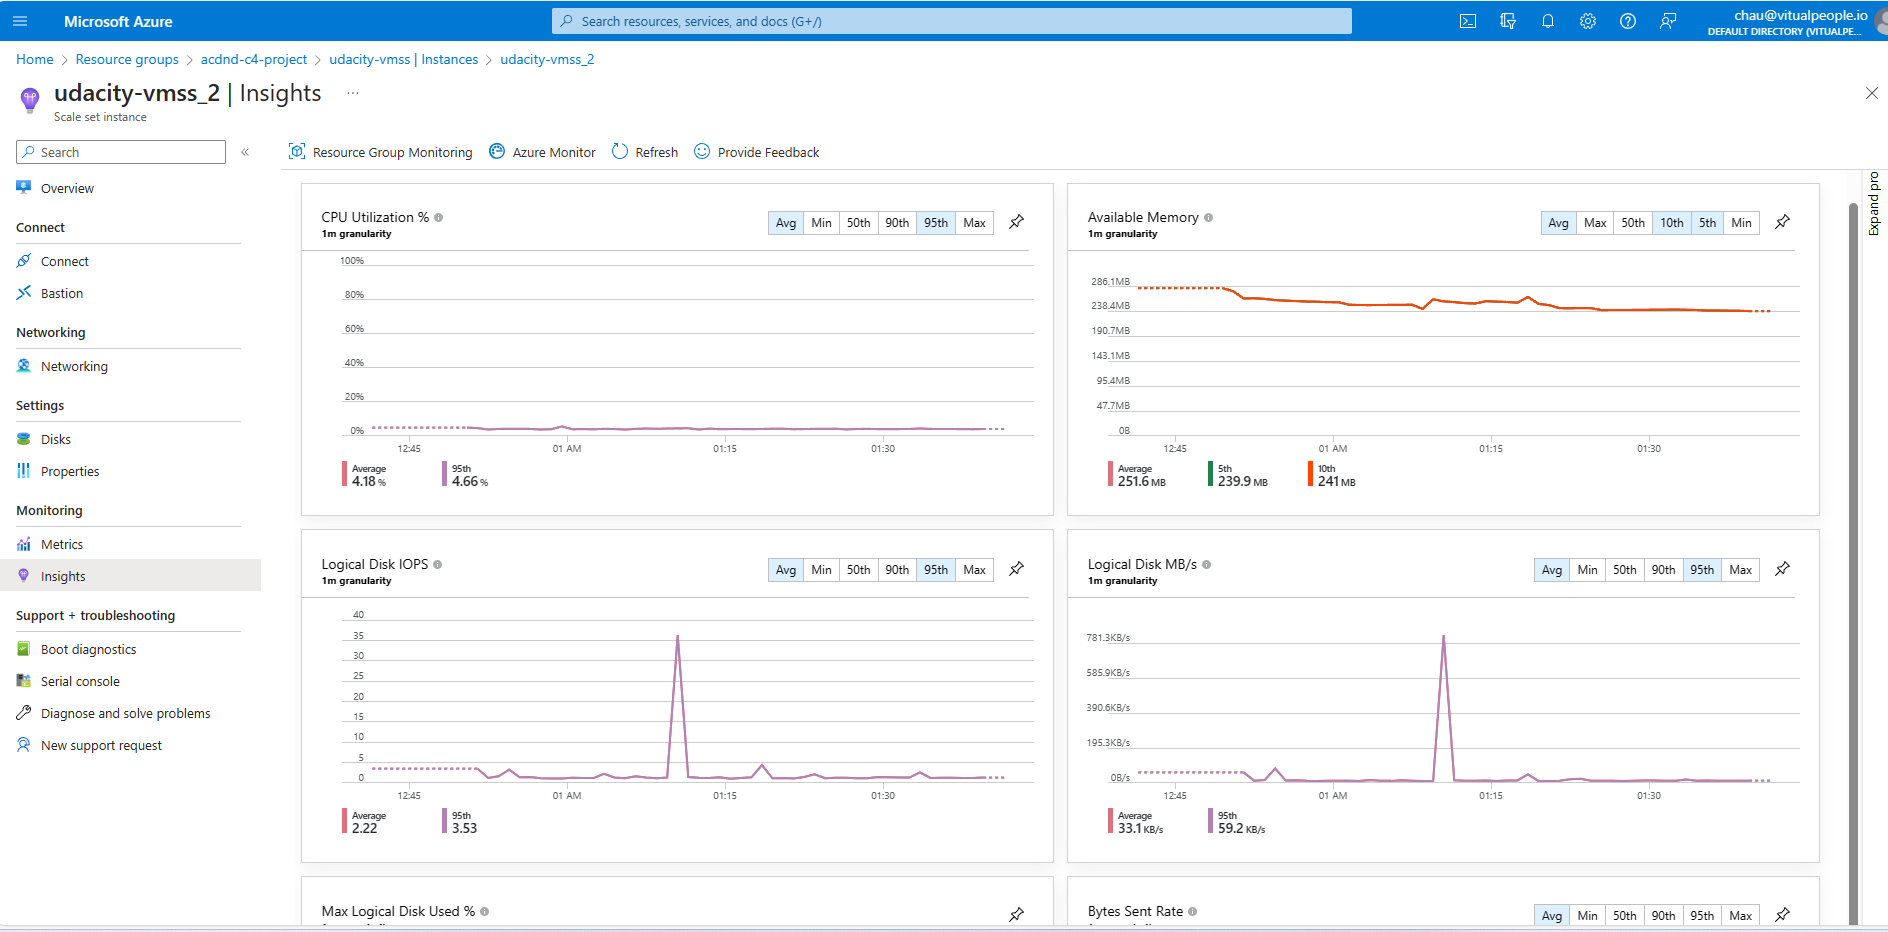 Microsoft Azure
Search resources, services, and docs (G+/)
chau@vitualpeople.io
DEFAULT DIRECTORY (VITUALPE...
Home > Resource groups > acdnd-c4-project > udacity-vmss | Instances > udacity-vmss_2
udacity-vmss_2 | Insights ...
Scale set instance
Search
«
Overview
Connect
Connect
Bastion
Networking
Networking
Settings
Disks
Properties
Monitoring
Metrics
Insights
Support + troubleshooting
Boot diagnostics
Serial console
Diagnose and solve problems
New support request
Resource Group Monitoring Azure Monitor Refresh Provide Feedback
Expand pro
CPU Utilization %
1m granularity
Avg Min 50th 90th 95th Max
100%
80%
60%
40%
20%
0%
12:45 01 AM 01:15 01:30
Average 95th
4.18 % 4.66 %
Available Memory
1m granularity
Avg Max 50th 10th 5th Min
286.1MB
238.4MB
190.7MB
143.1MB
95.4MB
47.7MB
0B
12:45 01 AM 01:15 01:30
Average 5th 10th
251.6 MB 239.9 MB 241 MB
Logical Disk IOPS
1m granularity
Avg Min 50th 90th 95th Max
40
35
30
25
20
15
10
5
0
12:45 01 AM 01:15 01:30
Average 95th
2.22 3.53
Logical Disk MB/s
1m granularity
Avg Min 50th 90th 95th Max
781.3KB/s
585.9KB/s
390.6KB/s
195.3KB/s
0B/s
12:45 01 AM 01:15 01:30
Average 95th
33.1 KB/s 59.2 KB/s
Max Logical Disk Used %
Bytes Sent Rate
Avg Min 50th 90th 95th Max